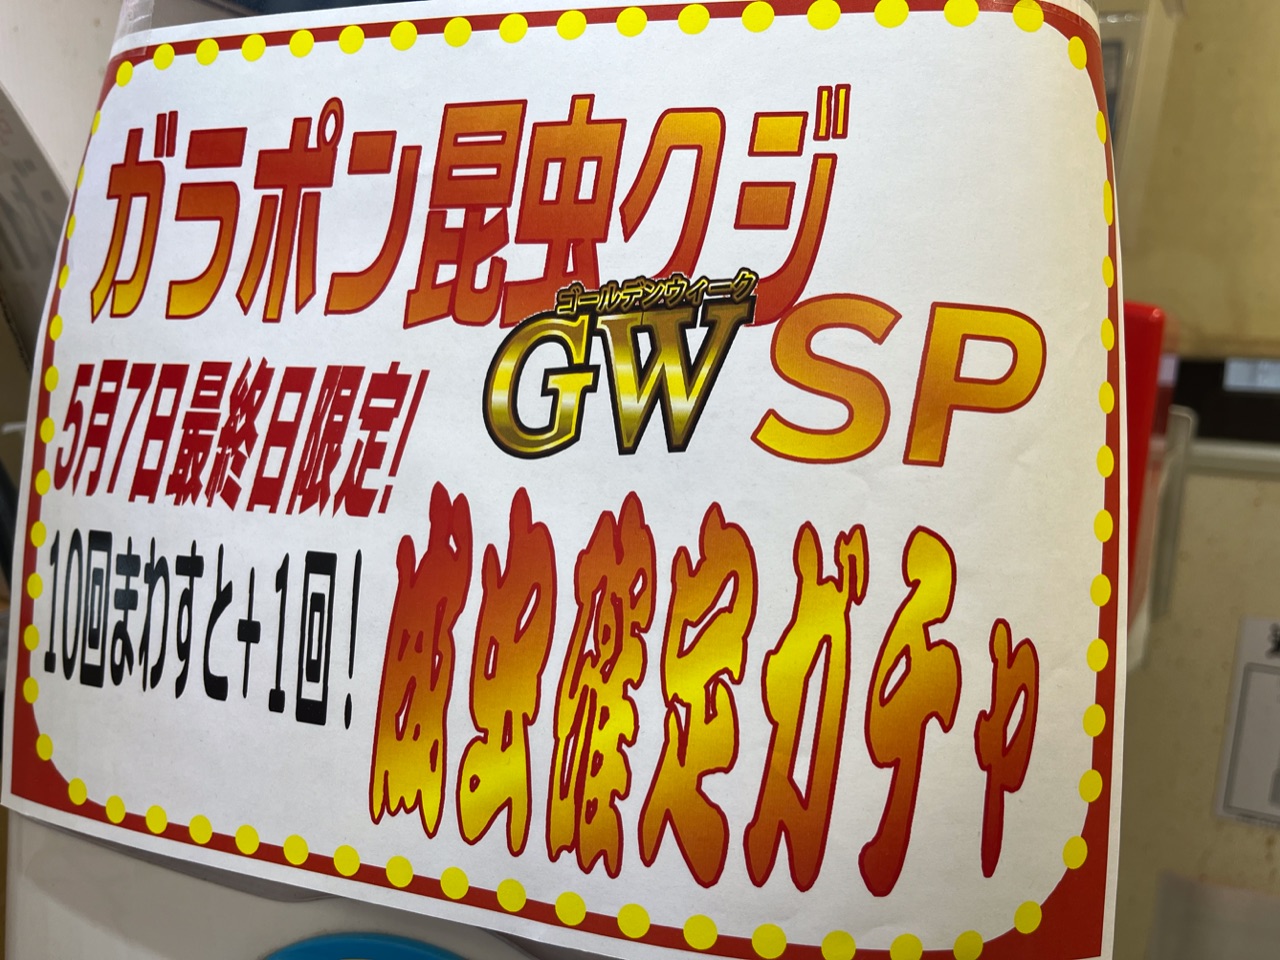 ガラポン昆虫クジ
ゴールデンウィーク
GWSP
5月7日最終日限定!
10回まわすと+1回!
成虫確定ガチャ